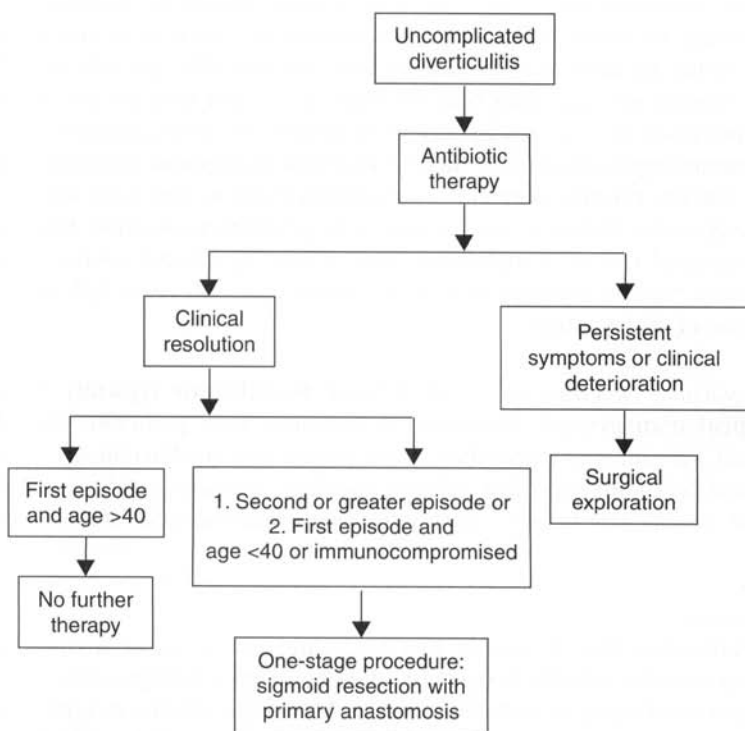 Uncomplicated
diverticulitis
Antibiotic
therapy
Clinical
resolution
Persistent
symptoms or clinical
deterioration
First episode
and age >40
1. Second or greater episode or
2. First episode and
age <40 or immunocompromised
Surgical
exploration
No further
therapy
One-stage procedure:
sigmoid resection with
primary anastomosis